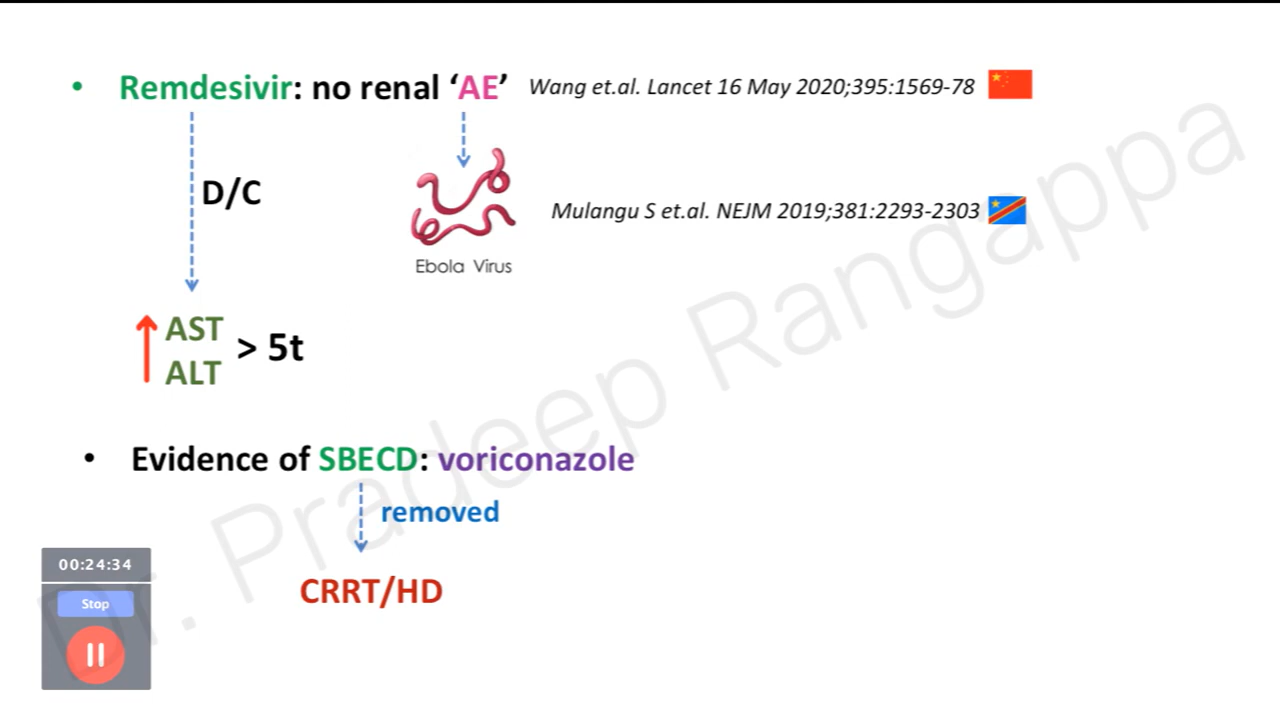 • Remdesivir: no renal ‘AE’ Wang et.al. Lancet 16 May 2020;395:1569-78
D/C
Mulangu S et.al. NEJM 2019;381:2293-2303
Ebola Virus
AST
ALT
> 5t
• Evidence of SBECD: voriconazole
removed
CRRT/HD
00:24:34
Stop
Dr. Pradeep Rangappa